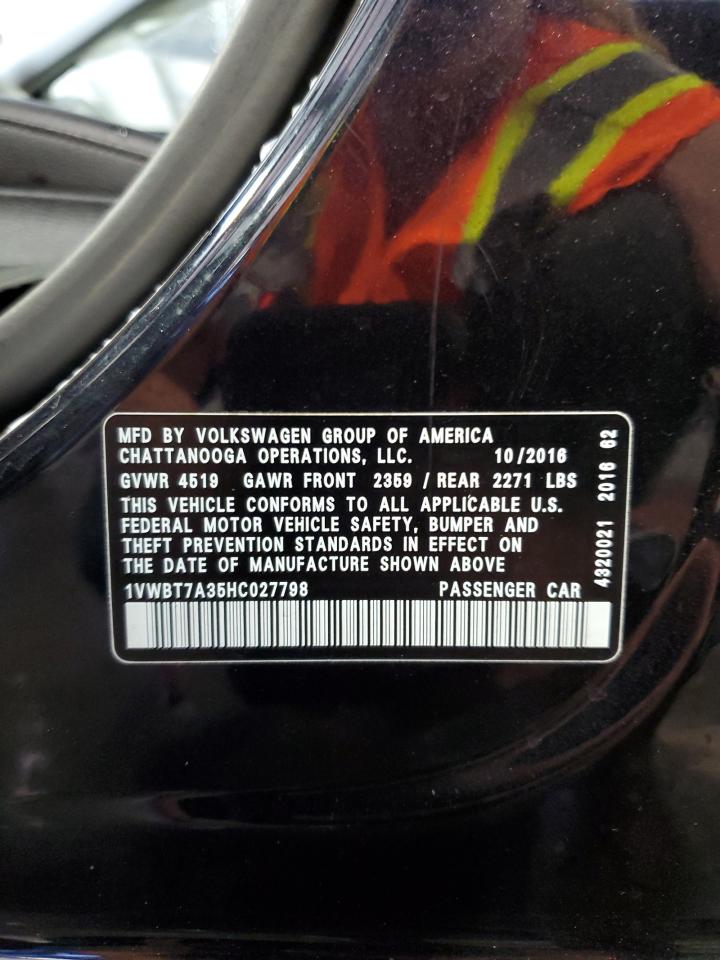 MFD BY VOLKSWAGEN GROUP OF AMERICA
CHATTANOOGA OPERATIONS, LLC. 10/2016
GVWR 4519 GAWR FRONT 2359 / REAR 2271 LBS
THIS VEHICLE CONFORMS TO ALL APPLICABLE U.S.
FEDERAL MOTOR VEHICLE SAFETY, BUMPER AND
THEFT PREVENTION STANDARDS IN EFFECT ON
THE DATE OF MANUFACTURE SHOWN ABOVE
1VWBT7A35HC027798 PASSENGER CAR
4320021 2016 62